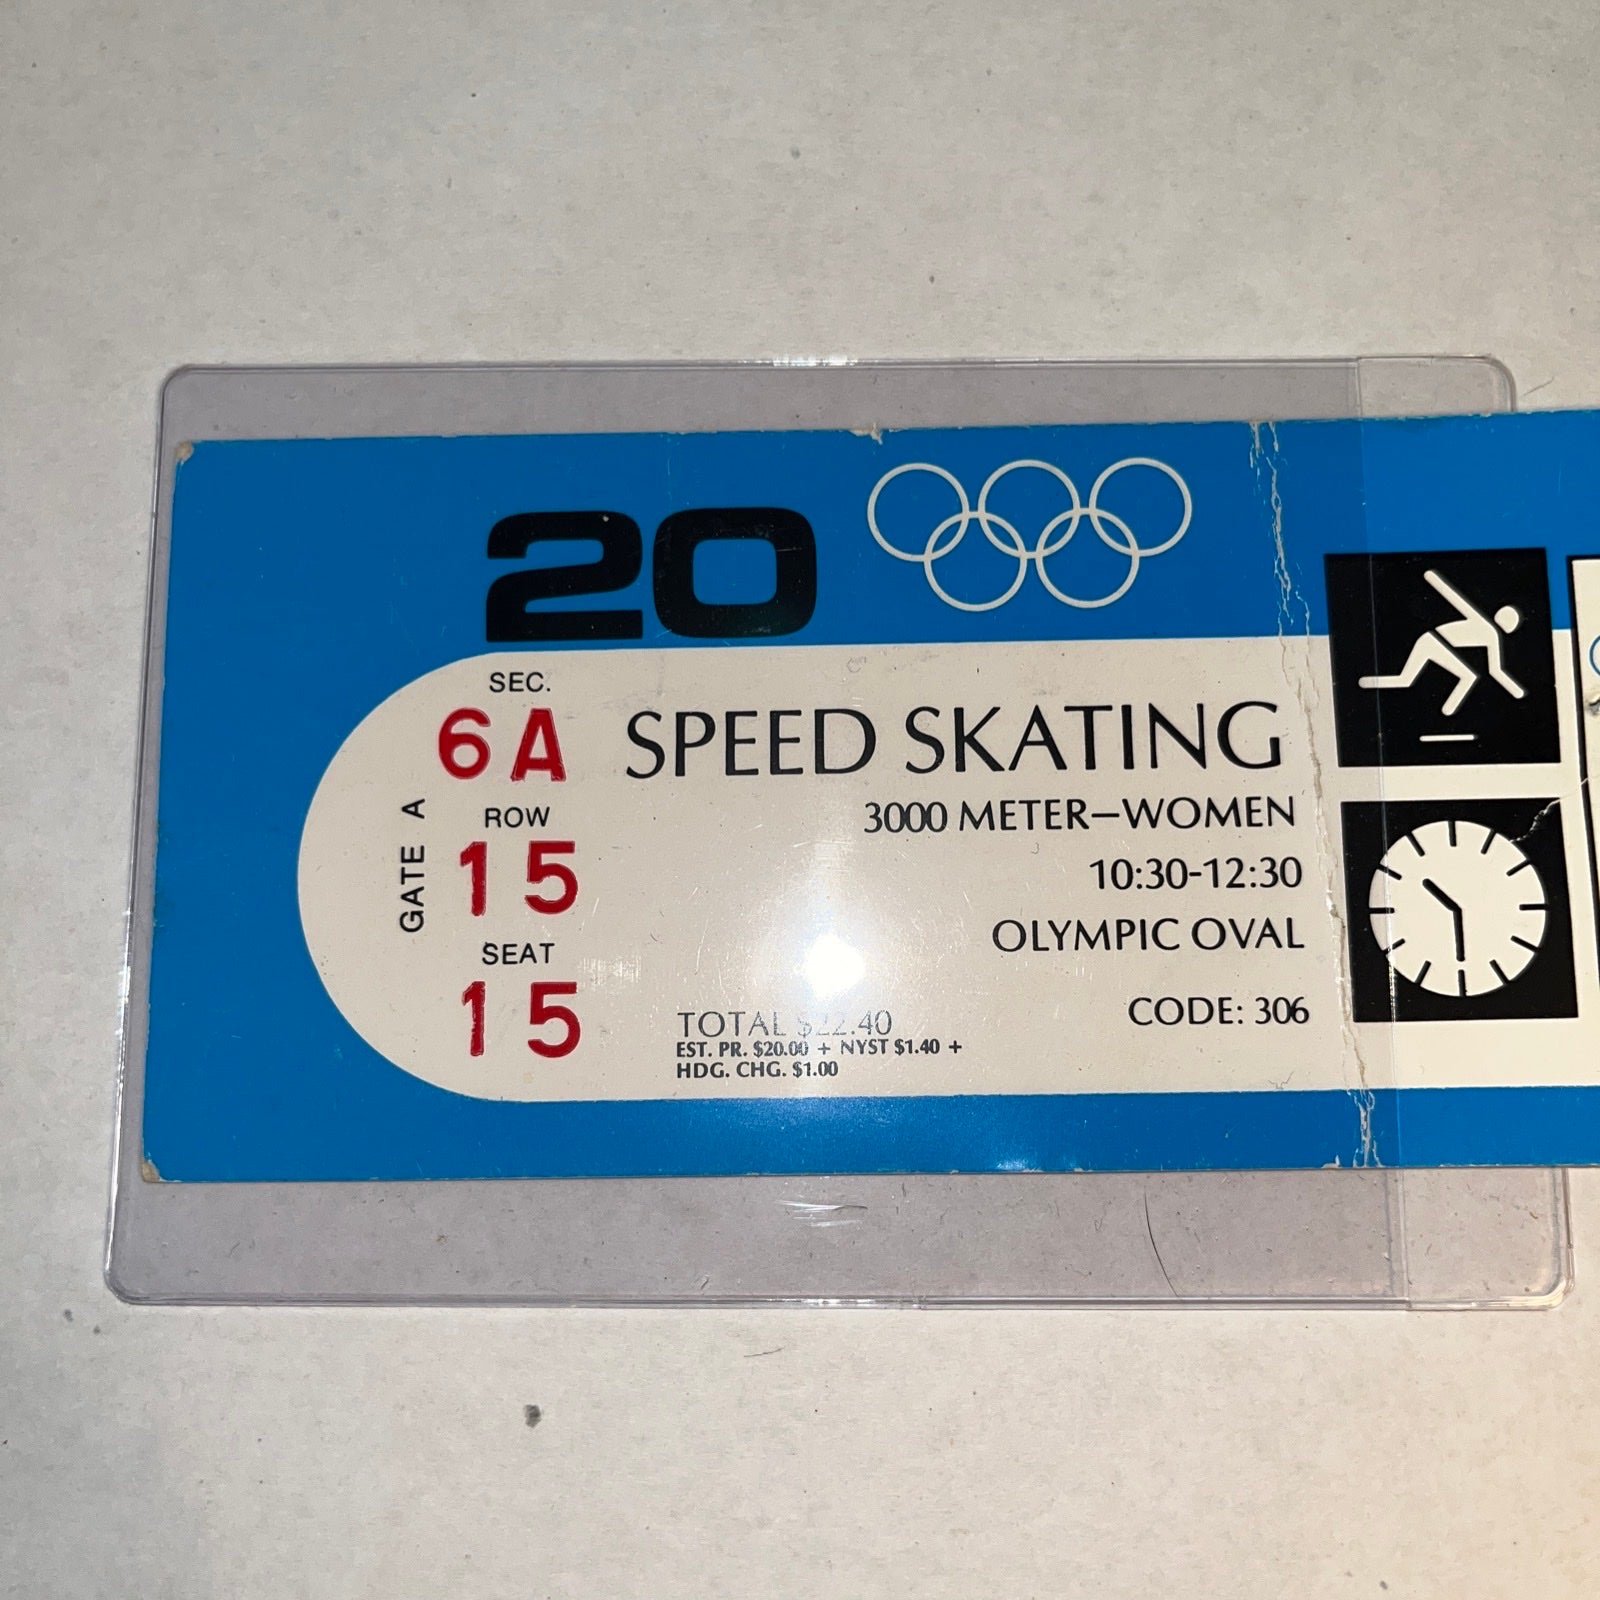 20
SEC.
6A
ROW
15
SEAT
15
GATE A
SPEED SKATING
3000 METER—WOMEN
10:30-12:30
OLYMPIC OVAL
CODE: 306
TOTAL $22.40
EST. PR. $20.00 + NYST $1.40 +
HDG. CHG. $1.00